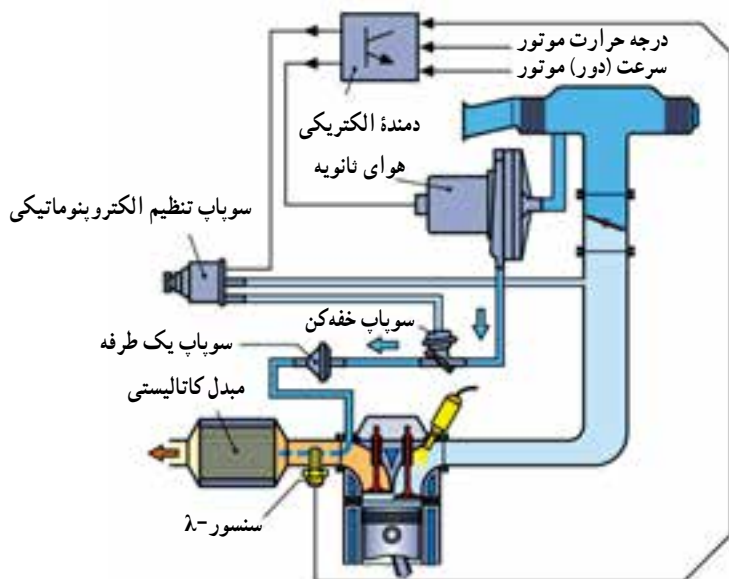 درجه حرارت موتور
سرعت (دور) موتور
دمندهٔ الکتریکی
هوای ثانویه
سوپاپ تنظیم الکتروپنوماتیکی
سوپاپ خفه‌کن
سوپاپ یک طرفه
مبدل کاتالیستی
سنسور-λ